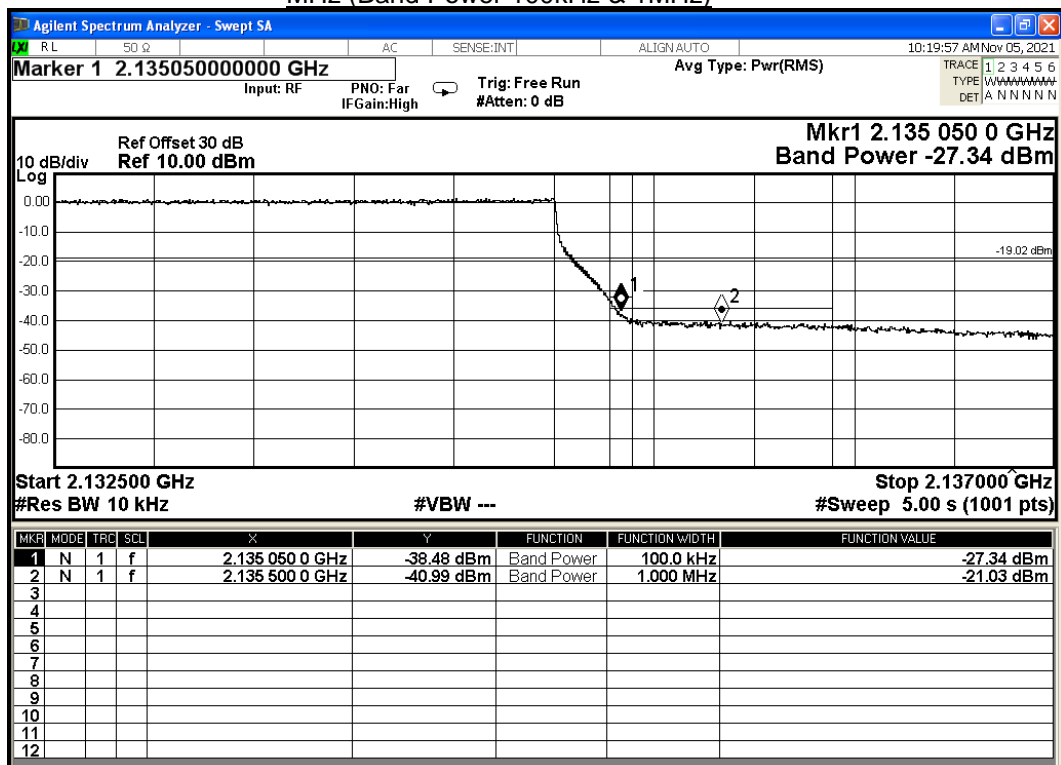 MHz (Band Power 100kHz & 1MHz)
Agilent Spectrum Analyzer - Swept SA
LXI RL 50 Ω AC SENSE:INT ALIGN AUTO 10:19:57 AM Nov 05, 2021
Marker 1 2.135050000000 GHz
Input: RF PNO: Far Trig: Free Run Avg Type: Pwr(RMS) TRACE 1 2 3 4 5 6
IFGain:High #Atten: 0 dB TYPE WWWWWW
DET A N N N N N
Mkr1 2.135 050 0 GHz
Band Power -27.34 dBm
Ref Offset 30 dB
10 dB/div Ref 10.00 dBm
Log
0.00
-10.0
-19.02 dBm
-20.0
-30.0
1
2
-40.0
-50.0
-60.0
-70.0
-80.0
Start 2.132500 GHz Stop 2.137000 GHz
#Res BW 10 kHz #VBW --- #Sweep 5.00 s (1001 pts)
MKR MODE TRC SCL X Y FUNCTION FUNCTION WIDTH FUNCTION VALUE
1 N 1 f 2.135 050 0 GHz -38.48 dBm Band Power 100.0 kHz -27.34 dBm
2 N 1 f 2.135 500 0 GHz -40.99 dBm Band Power 1.000 MHz -21.03 dBm
3
4
5
6
7
8
9
10
11
12